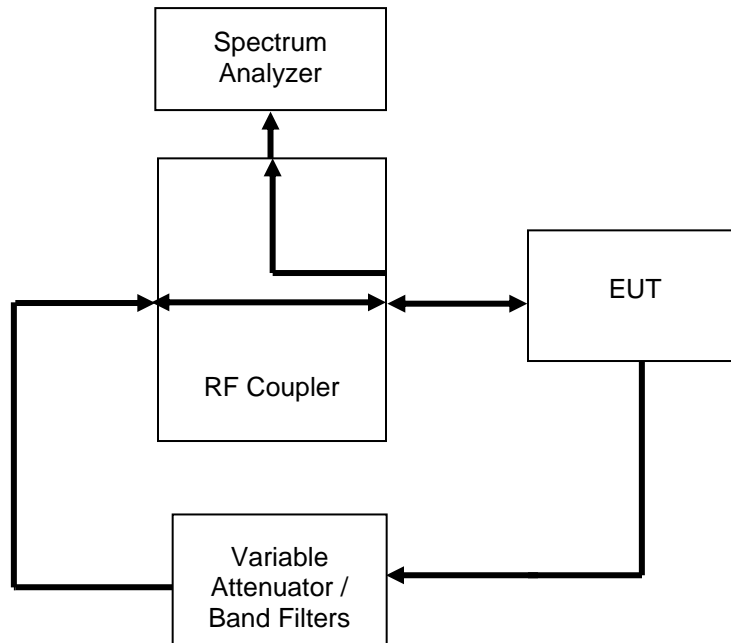 Spectrum
Analyzer
EUT
RF Coupler
Variable
Attenuator /
Band Filters